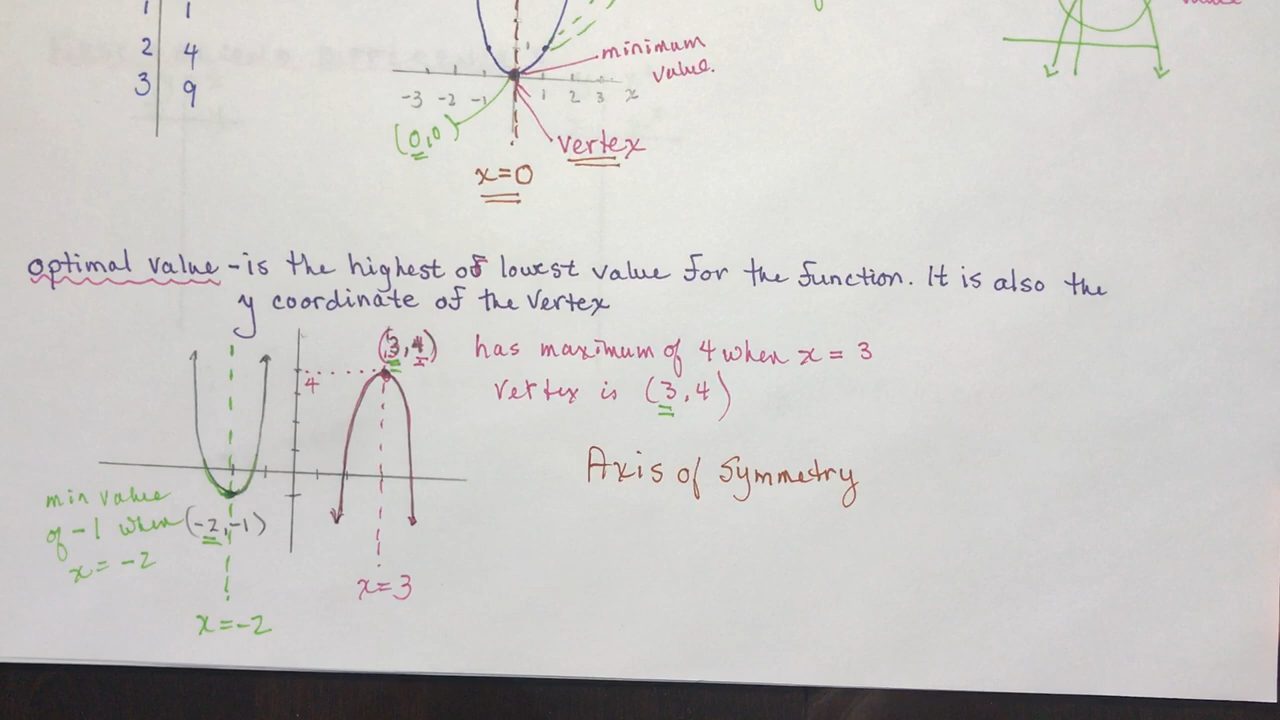 1 1
2 4
3 9
minimum
value.
-3 -2 -1 1 2 3 x
(0,0)
vertex
x=0
optimal value - is the highest of lowest value for the function. It is also the
y coordinate of the vertex
(3,4) has maximum of 4 when x = 3
4
vertex is (3,4)
Axis of Symmetry
min value
of -1 when (-2,-1)
x = -2
x=3
x=-2